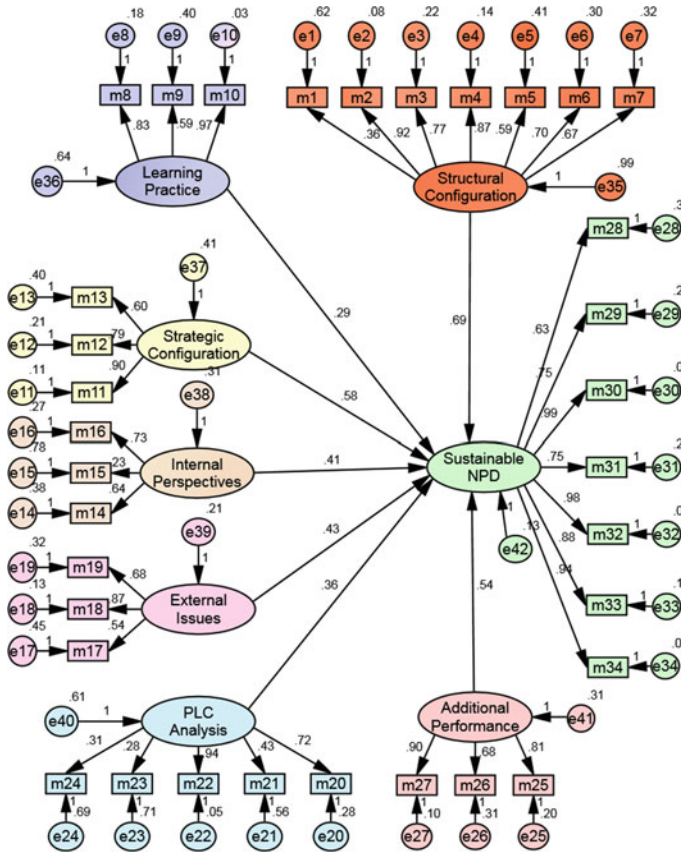 .18 .40 .03 .62 .08 .22 .14 .41 .30 .32
e8 e9 e10 e1 e2 e3 e4 e5 e6 e7
1 1 1 1 1 1 1 1 1 1
m8 m9 m10 m1 m2 m3 m4 m5 m6 m7
.83 .59 .97 .36 .92 .77 .87 .59 .70 .67
.64 .99
e36 1 Learning Practice Structural Configuration 1 e35
m28 1 e28
.41
e37
.40 1 .29
e13 1 m13 .60 m29 1 e29
.21 Strategic Configuration .69 .63
e12 1 m12 .79 .75
.11 .31 m30 1 e30
e11 1 m11 .90 e38 .58 .99
.27 1
e16 1 m16 .73
.78 Internal Perspectives .41 Sustainable NPD .75 m31 1 e31
e15 1 m15 .23
.38 .98
e14 1 m14 .64 .21 1 .13 m32 1 e32
e39 .43 e42 .88
.32 1 .94
e19 1 m19 .68 .36 .54 m33 1 e33
.13 External Issues
e18 1 m18 .87
.45 m34 1 e34
e17 1 m17 .54
.61 .31
e40 1 PLC Analysis Additional Performance 1 e41
.31 .28 .94 .43 .72 .90 .68 .81
m24 m23 m22 m21 m20 m27 m26 m25
1 1 1 1 1 1 1 1
.69 .71 .05 .56 .28 .10 .31 .20
e24 e23 e22 e21 e20 e27 e26 e25